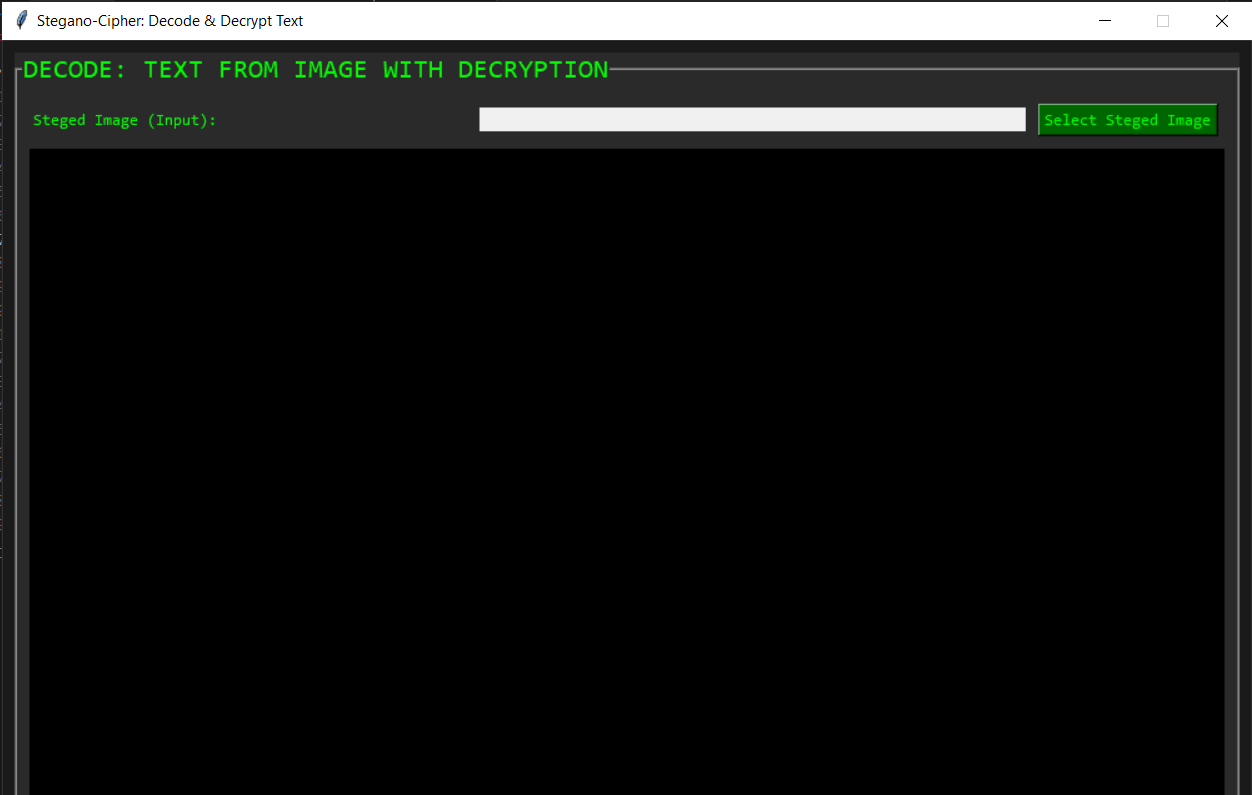 Stegano-Cipher: Decode & Decrypt Text
DECODE: TEXT FROM IMAGE WITH DECRYPTION
Steged Image (Input):
Select Steged Image